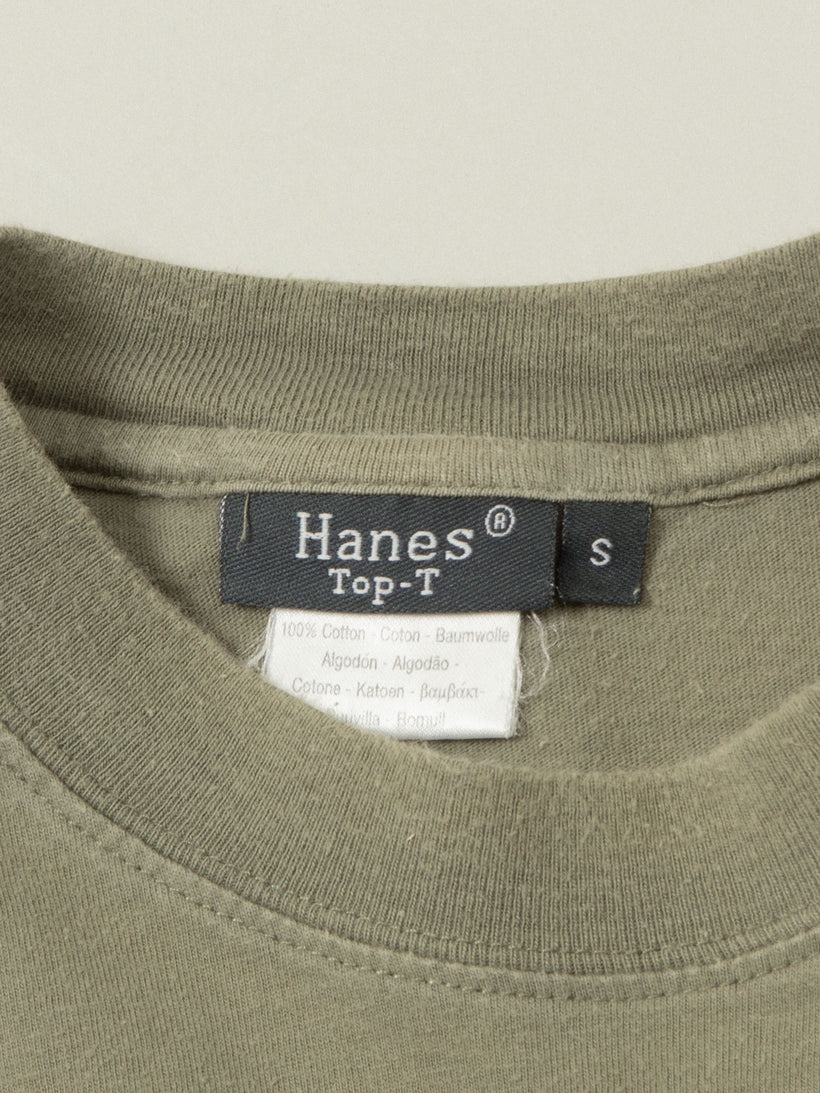 Hanes®
Top-T
S
100% Cotton - Coton - Baumwolle
Algodón - Algodão -
Cotone - Katoen - βαμβάκι-
Bomull